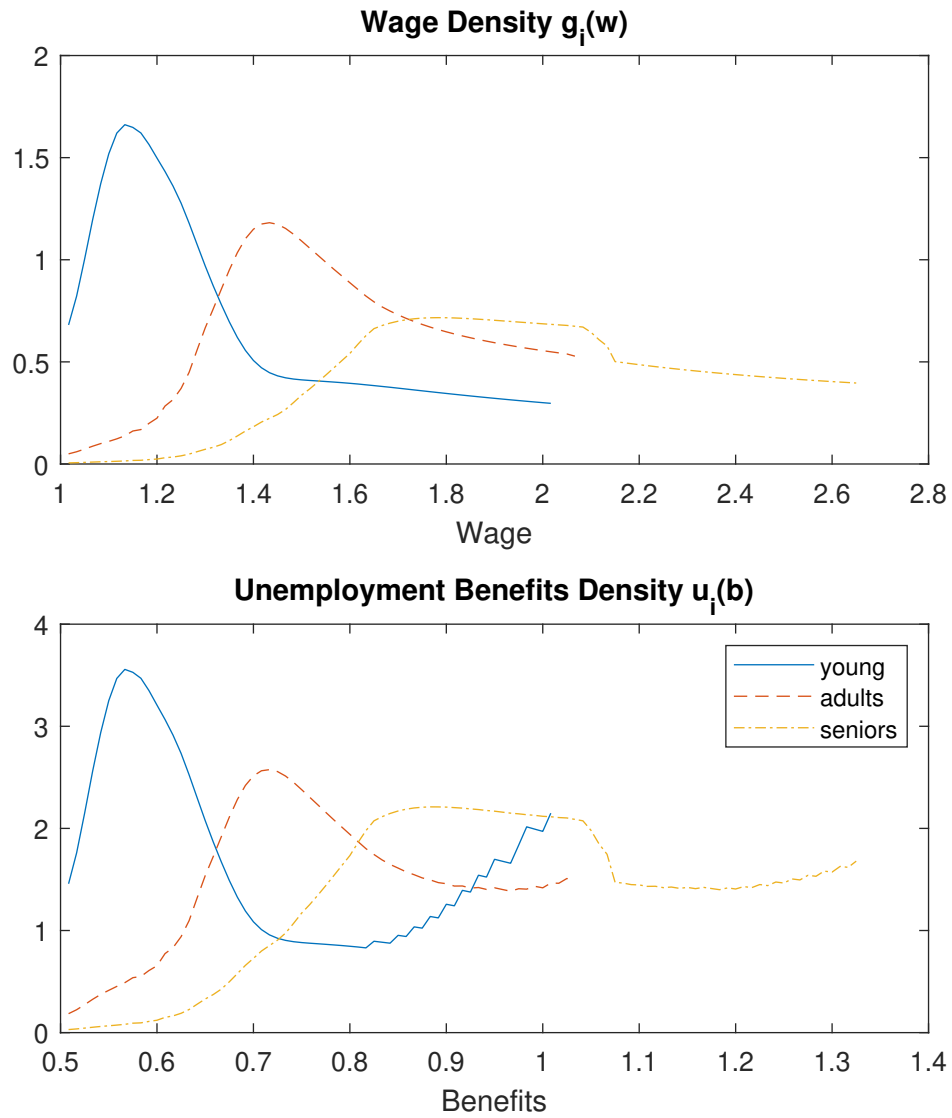 Wage Density g_i(w)
2
1.5
1
0.5
0
1 1.2 1.4 1.6 1.8 2 2.2 2.4 2.6 2.8
Wage
Unemployment Benefits Density u_i(b)
4
3
2
1
0
young
adults
seniors
0.5 0.6 0.7 0.8 0.9 1 1.1 1.2 1.3 1.4
Benefits